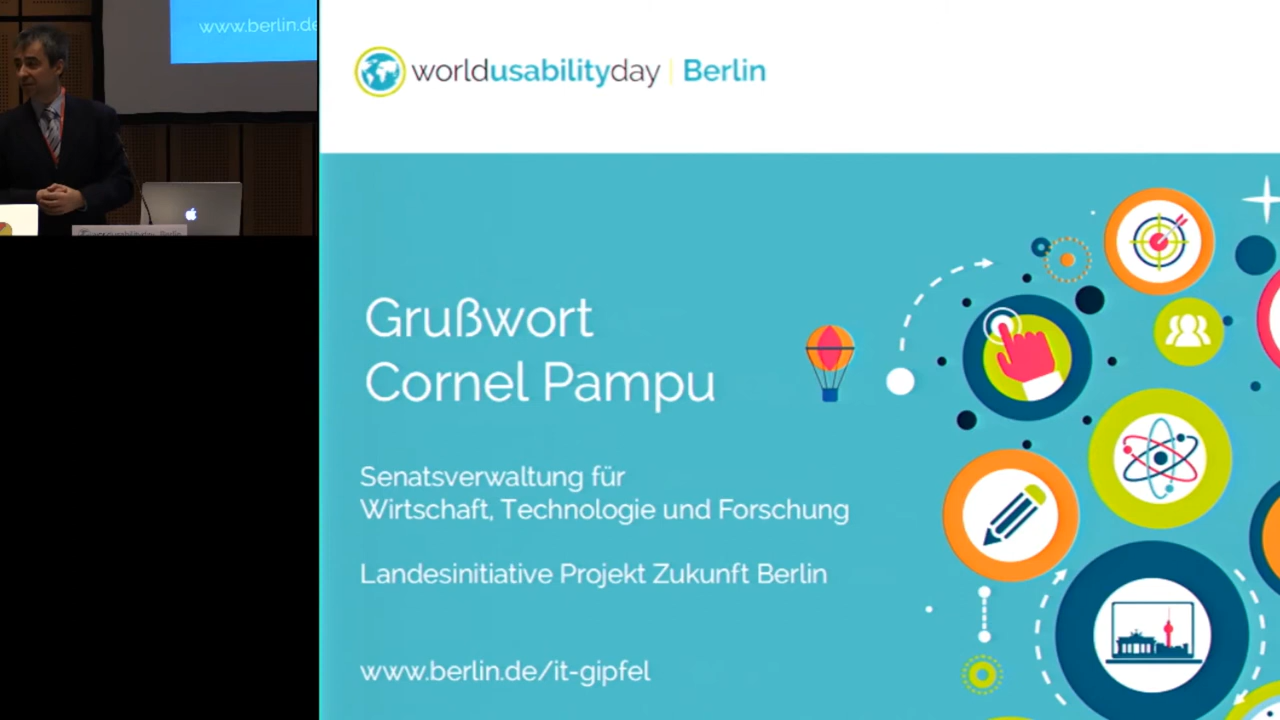 www.berlin.de
worldusabilityday | Berlin
Grußwort
Cornel Pampu
Senatsverwaltung für
Wirtschaft, Technologie und Forschung
Landesinitiative Projekt Zukunft Berlin
www.berlin.de/it-gipfel